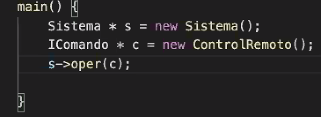 main() {
Sistema * s = new Sistema();
IComando * c = new ControlRemoto();
s->oper(c);
}